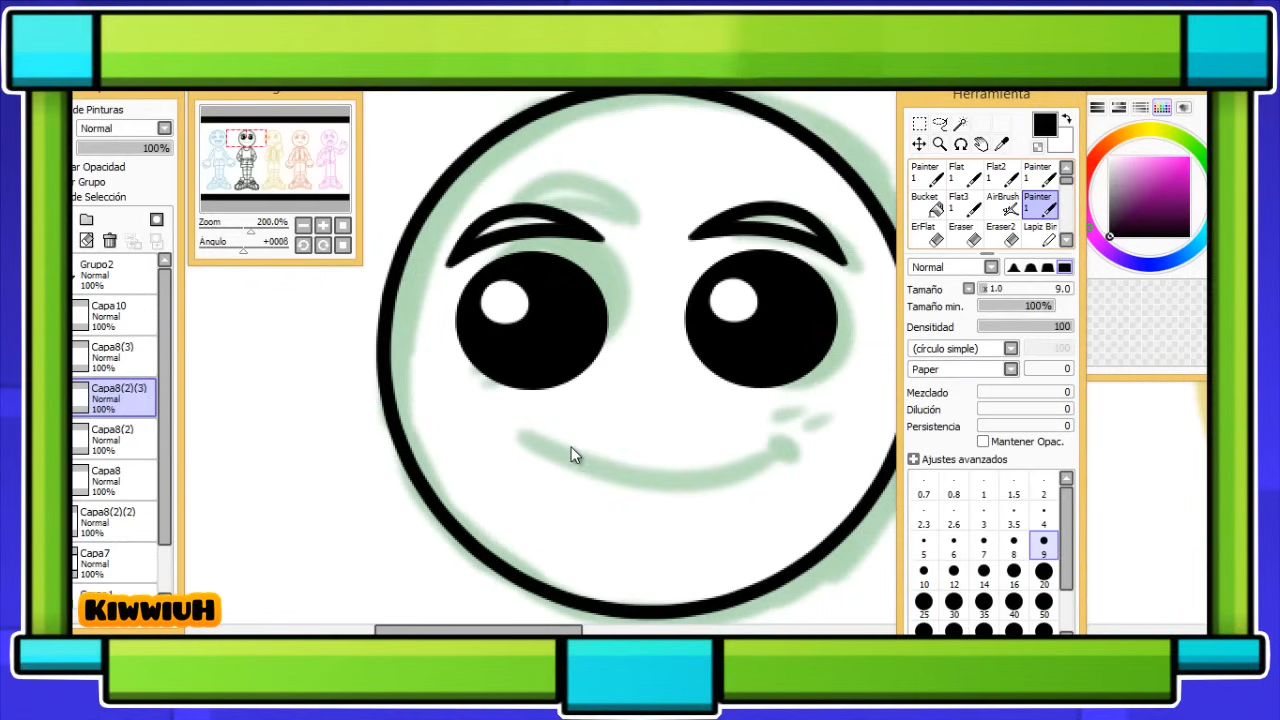 Herramienta
de Pinturas
Normal
100%
ar Opacidad
ar Grupo
de Selección
Zoom 200.0%
Ángulo +000ß
Grupo2
Normal
100%
Capa10
Normal
100%
Capa8(3)
Normal
100%
Capa8(2)(3)
Normal
100%
Capa8(2)
Normal
100%
Capa8
Normal
100%
Capa8(2)(2)
Normal
100%
Capa7
Normal
100%
KIWWIUH
Painter Flat Flat2 Painter
1 1 1 1
Bucket Flat3 AirBrush Painter
1 1
ErFlat Eraser Eraser2 Lapiz Bir
Normal
Tamaño x 1.0 9.0
Tamaño min. 100%
Densitidad 100
(círculo simple) 100
Paper 0
Mezclado 0
Dilución 0
Persistencia 0
Mantener Opac.
Ajustes avanzados
0.7 0.8 1 1.5 2
2.3 2.6 3 3.5 4
5 6 7 8 9
10 12 14 16 20
25 30 35 40 50